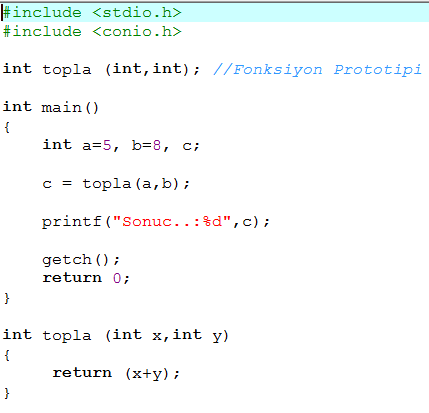 #include <stdio.h>
#include <conio.h>
int topla (int,int); //Fonksiyon Prototipi
int main()
{
int a=5, b=8, c;
c = topla(a,b);
printf("Sonuc..:%d",c);
getch();
return 0;
}
int topla (int x,int y)
{
return (x+y);
}